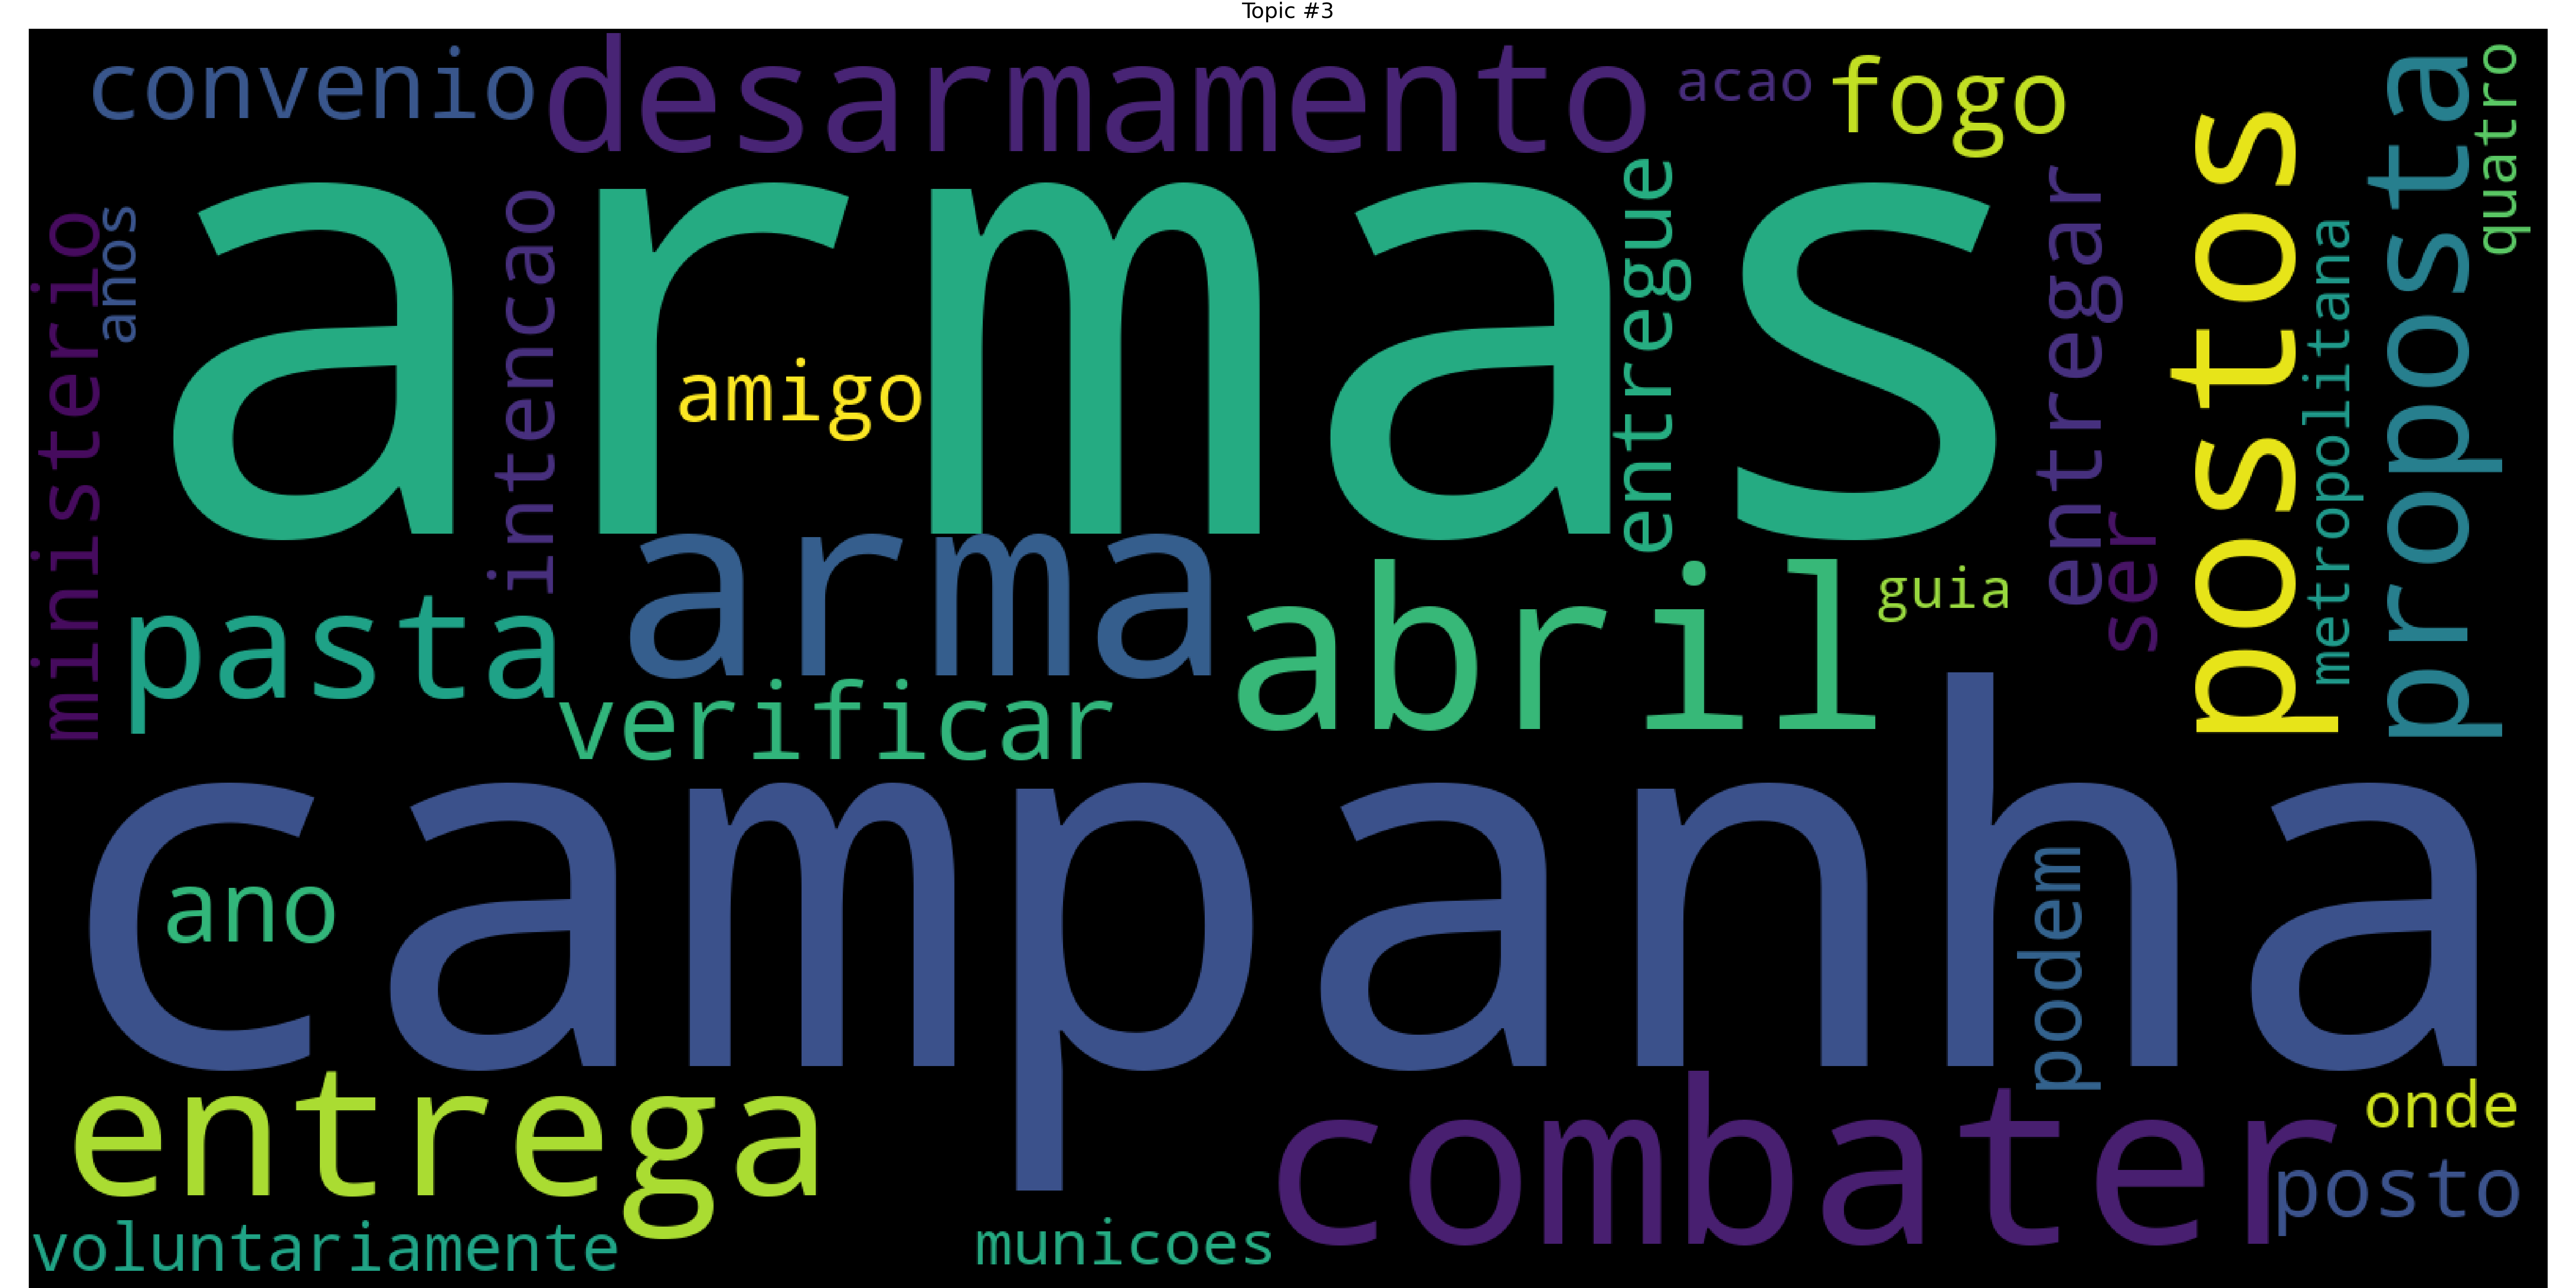 Topic #3
convenio
desarmamento
acao
fogo
quatro
proposta
postos
metropolitana
entregar
ser
entregue
armas
amigo
intencao
anos
ministerio
arma
abril
guia
pasta
verificar
campanha
ano
podem
entrega
combater
onde
posto
voluntariamente
municoes